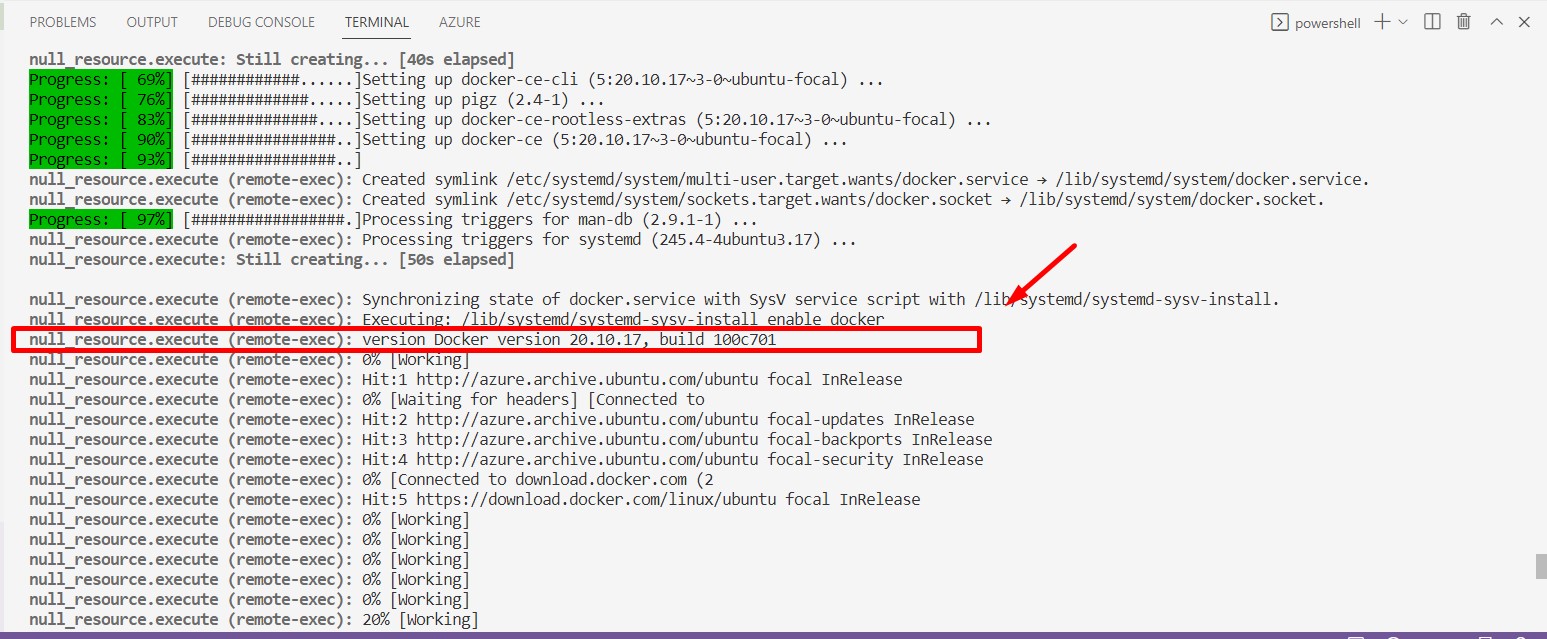 PROBLEMS OUTPUT DEBUG CONSOLE TERMINAL AZURE powershell
null_resource.execute: Still creating... [40s elapsed]
Progress: [ 69%] [############......]Setting up docker-ce-cli (5:20.10.17~3-0~ubuntu-focal) ...
Progress: [ 76%] [#############.....]Setting up pigz (2.4-1) ...
Progress: [ 83%] [##############....]Setting up docker-ce-rootless-extras (5:20.10.17~3-0~ubuntu-focal) ...
Progress: [ 90%] [################..]Setting up docker-ce (5:20.10.17~3-0~ubuntu-focal) ...
Progress: [ 93%] [################..]
null_resource.execute (remote-exec): Created symlink /etc/systemd/system/multi-user.target.wants/docker.service → /lib/systemd/system/docker.service.
null_resource.execute (remote-exec): Created symlink /etc/systemd/system/sockets.target.wants/docker.socket → /lib/systemd/system/docker.socket.
Progress: [ 97%] [#################.]Processing triggers for man-db (2.9.1-1) ...
null_resource.execute (remote-exec): Processing triggers for systemd (245.4-4ubuntu3.17) ...
null_resource.execute: Still creating... [50s elapsed]
null_resource.execute (remote-exec): Synchronizing state of docker.service with SysV service script with /lib/systemd/systemd-sysv-install.
null_resource.execute (remote-exec): Executing: /lib/systemd/systemd-sysv-install enable docker
null_resource.execute (remote-exec): version Docker version 20.10.17, build 100c701
null_resource.execute (remote-exec): 0% [Working]
null_resource.execute (remote-exec): Hit:1 http://azure.archive.ubuntu.com/ubuntu focal InRelease
null_resource.execute (remote-exec): 0% [Waiting for headers] [Connected to
null_resource.execute (remote-exec): Hit:2 http://azure.archive.ubuntu.com/ubuntu focal-updates InRelease
null_resource.execute (remote-exec): Hit:3 http://azure.archive.ubuntu.com/ubuntu focal-backports InRelease
null_resource.execute (remote-exec): Hit:4 http://azure.archive.ubuntu.com/ubuntu focal-security InRelease
null_resource.execute (remote-exec): 0% [Connected to download.docker.com (2
null_resource.execute (remote-exec): Hit:5 https://download.docker.com/linux/ubuntu focal InRelease
null_resource.execute (remote-exec): 0% [Working]
null_resource.execute (remote-exec): 0% [Working]
null_resource.execute (remote-exec): 0% [Working]
null_resource.execute (remote-exec): 0% [Working]
null_resource.execute (remote-exec): 0% [Working]
null_resource.execute (remote-exec): 20% [Working]